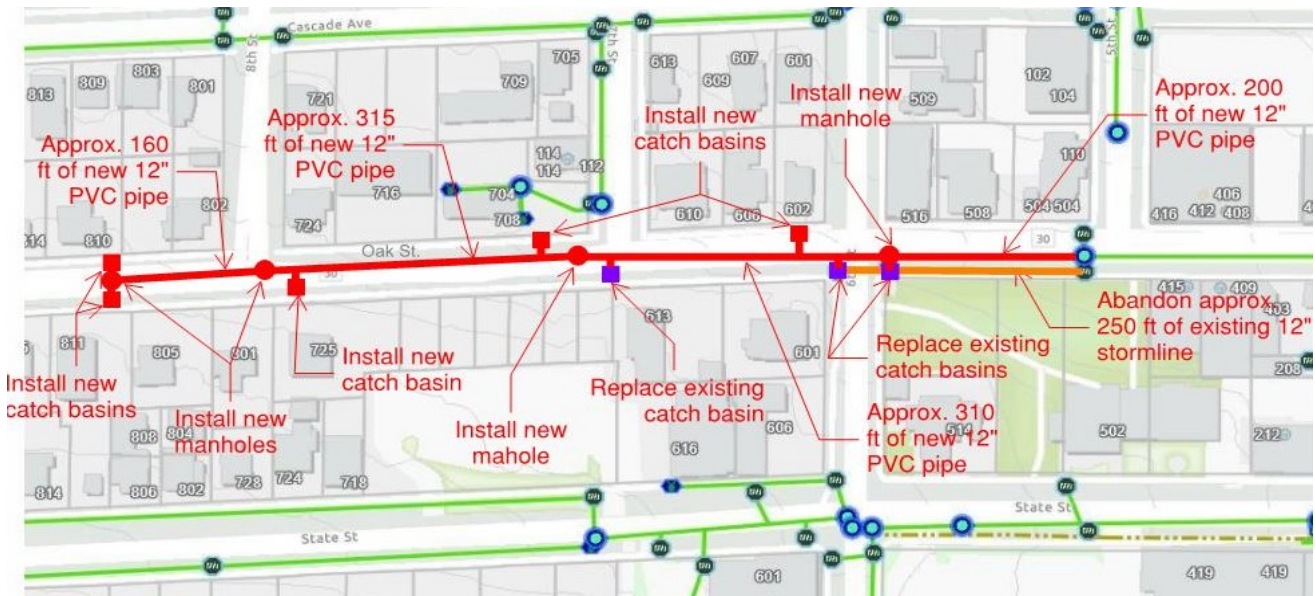 Cascade Ave
8th St
7th St
5th St
813
809
803
801
721
709
705
613
609
607
601
509
102
104
Approx. 160
ft of new 12"
PVC pipe
Approx. 315
ft of new 12"
PVC pipe
Install new
catch basins
Install new
manhole
Approx. 200
ft of new 12"
PVC pipe
114
114
112
110
716
704
708
802
724
810
610
606
602
516
508
504
504
416
412
406
408
Oak St.
30
30
811
805
801
725
613
601
415
409
403
Install new
catch basins
Install new
manholes
Install new
catch basin
Install new
mahole
Replace existing
catch basin
Replace existing
catch basins
Abandon approx.
250 ft of existing 12"
stormline
Approx. 310
ft of new 12"
PVC pipe
208
808
804
814
806
802
728
724
718
616
606
514
502
212
State St
State St
601
419
419